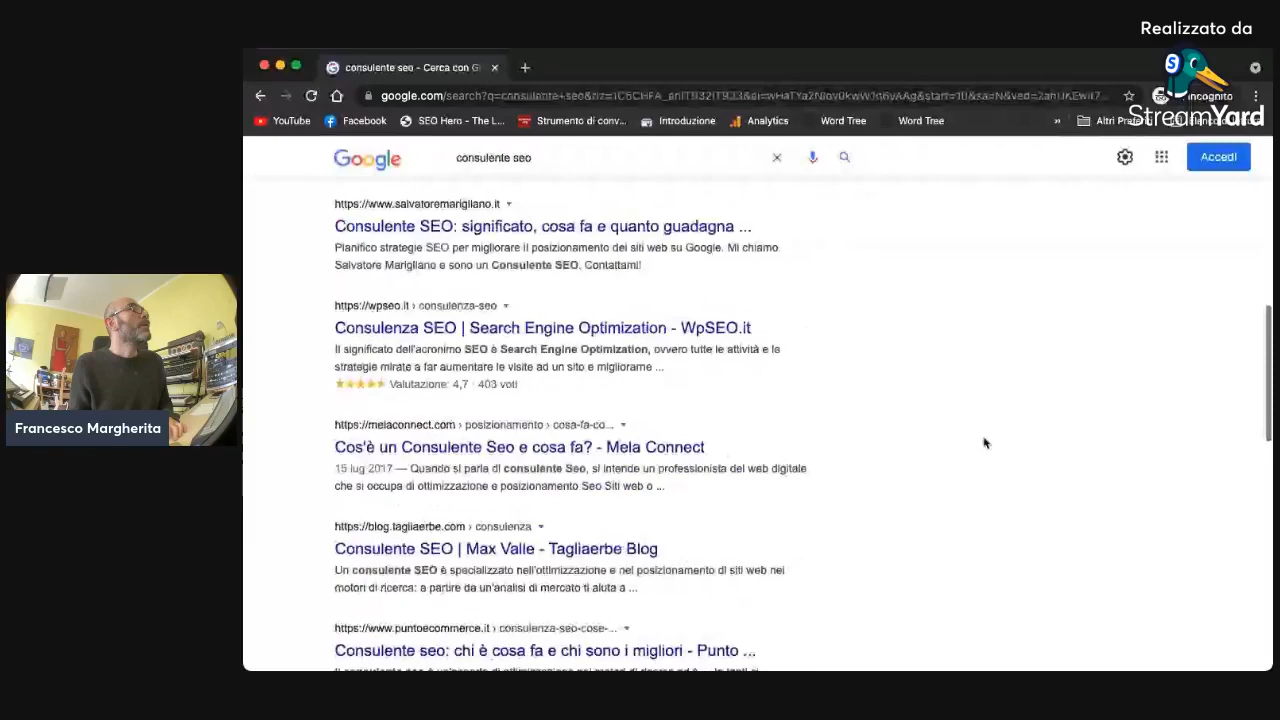 Realizzato da
StreamYard
consulente seo - Cerca con G
google.com/search?q=consulente+seo
Incognito
YouTube
Facebook
SEO Hero - The L...
Strumento di conv...
Introduzione
Analytics
Word Tree
Word Tree
»
Altri Prefe
Google
consulente seo
Accedi
https://www.salvatoremarigliano.it
Consulente SEO: significato, cosa fa e quanto guadagna ...
Pianifico strategie SEO per migliorare il posizionamento dei siti web su Google. Mi chiamo
Salvatore Marigliano e sono un Consulente SEO. Contattami!
https://wpseo.it › consulenza-seo
Consulenza SEO | Search Engine Optimization - WpSEO.it
Il significato dell'acronimo SEO è Search Engine Optimization, ovvero tutte le attività e le
strategie mirate a far aumentare le visite ad un sito e migliorarne ...
Valutazione: 4,7 · 403 voti
https://melaconnect.com › posizionamento › cosa-fa-co...
Cos'è un Consulente Seo e cosa fa? - Mela Connect
15 lug 2017 — Quando si parla di consulente Seo, si intende un professionista del web digitale
che si occupa di ottimizzazione e posizionamento Seo Siti web o ...
https://blog.tagliaerbe.com › consulenza
Consulente SEO | Max Valle - Tagliaerbe Blog
Un consulente SEO è specializzato nell'ottimizzazione e nel posizionamento di siti web nei
motori di ricerca: a partire da un'analisi di mercato ti aiuta a ...
https://www.puntoecommerce.it › consulenza-seo-cose-...
Consulente seo: chi è cosa fa e chi sono i migliori - Punto ...
Francesco Margherita